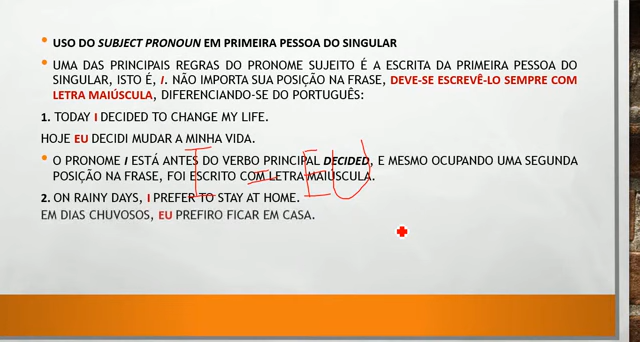 USO DO SUBJECT PRONOUN EM PRIMEIRA PESSOA DO SINGULAR
UMA DAS PRINCIPAIS REGRAS DO PRONOME SUJEITO É A ESCRITA DA PRIMEIRA PESSOA DO
SINGULAR, ISTO É, I. NÃO IMPORTA SUA POSIÇÃO NA FRASE, DEVE-SE ESCREVÊ-LO SEMPRE COM
LETRA MAIÚSCULA, DIFERENCIANDO-SE DO PORTUGUÊS:
1. TODAY I DECIDED TO CHANGE MY LIFE.
HOJE EU DECIDI MUDAR A MINHA VIDA.
O PRONOME I ESTÁ ANTES DO VERBO PRINCIPAL DECIDED, E MESMO OCUPANDO UMA SEGUNDA
POSIÇÃO NA FRASE, FOI ESCRITO COM LETRA MAIÚSCULA.
I = EU
2. ON RAINY DAYS, I PREFER TO STAY AT HOME.
EM DIAS CHUVOSOS, EU PREFIRO FICAR EM CASA.